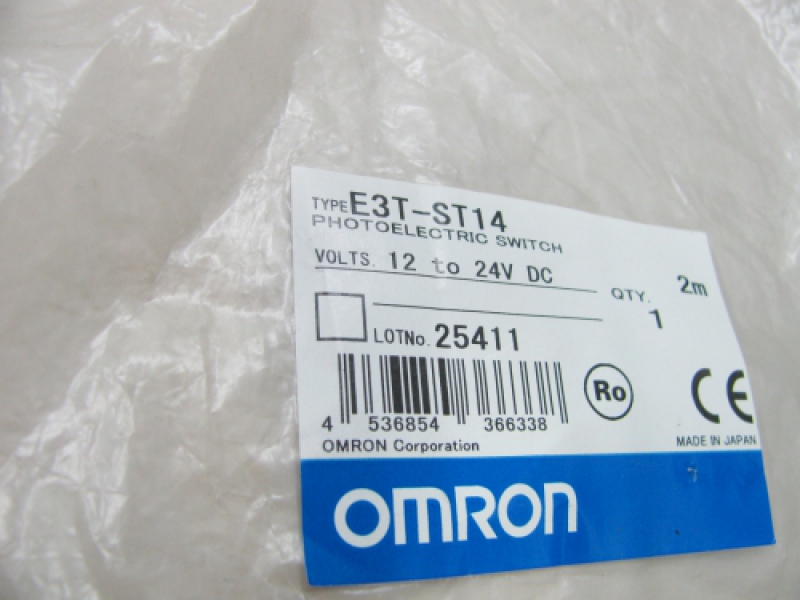 TYPE E3T-ST14
PHOTOELECTRIC SWITCH
VOLTS. 12 to 24V DC
2m
QTY. 1
LOTNo. 25411
4 536854 366338
Ro
CE
OMRON Corporation
MADE IN JAPAN
OMRON